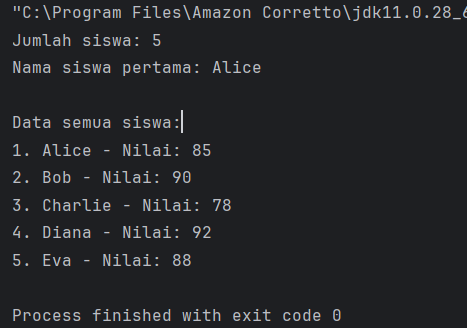 "C:\Program Files\Amazon Corretto\jdk11.0.28_6
Jumlah siswa: 5
Nama siswa pertama: Alice
Data semua siswa:
1. Alice - Nilai: 85
2. Bob - Nilai: 90
3. Charlie - Nilai: 78
4. Diana - Nilai: 92
5. Eva - Nilai: 88
Process finished with exit code 0